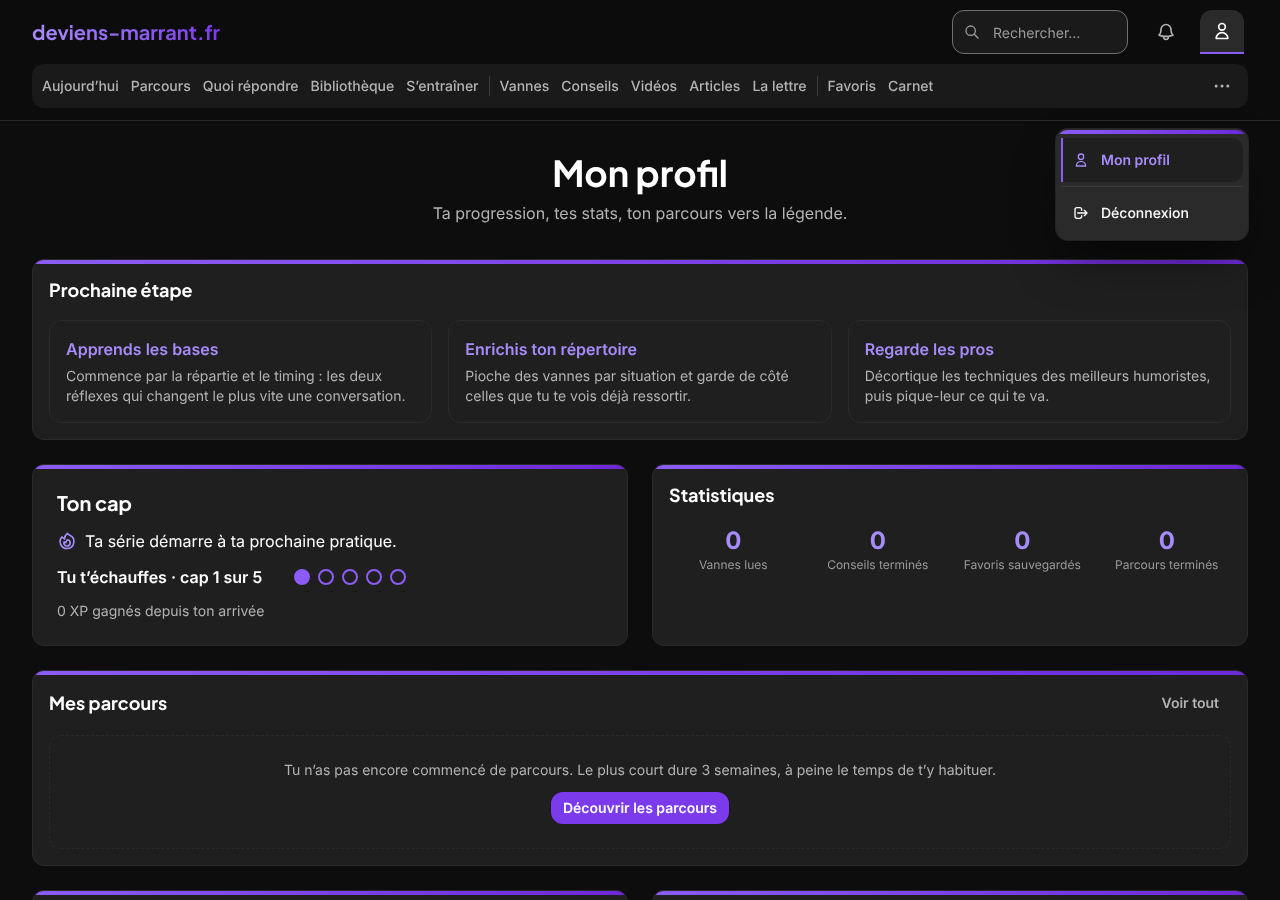 deviens-marrant.fr
Rechercher...
Aujourd’hui Parcours Quoi répondre Bibliothèque S’entraîner Vannes Conseils Vidéos Articles La lettre Favoris Carnet
Mon profil
Déconnexion
Mon profil
Ta progression, tes stats, ton parcours vers la légende.
Prochaine étape
Apprends les bases
Commence par la répartie et le timing : les deux
réflexes qui changent le plus vite une conversation.
Enrichis ton répertoire
Pioche des vannes par situation et garde de côté
celles que tu te vois déjà ressortir.
Regarde les pros
Décortique les techniques des meilleurs humoristes,
puis pique-leur ce qui te va.
Ton cap
Ta série démarre à ta prochaine pratique.
Tu t’échauffes · cap 1 sur 5
0 XP gagnés depuis ton arrivée
Statistiques
0
Vannes lues
0
Conseils terminés
0
Favoris sauvegardés
0
Parcours terminés
Mes parcours
Voir tout
Tu n’as pas encore commencé de parcours. Le plus court dure 3 semaines, à peine le temps de t’y habituer.
Découvrir les parcours